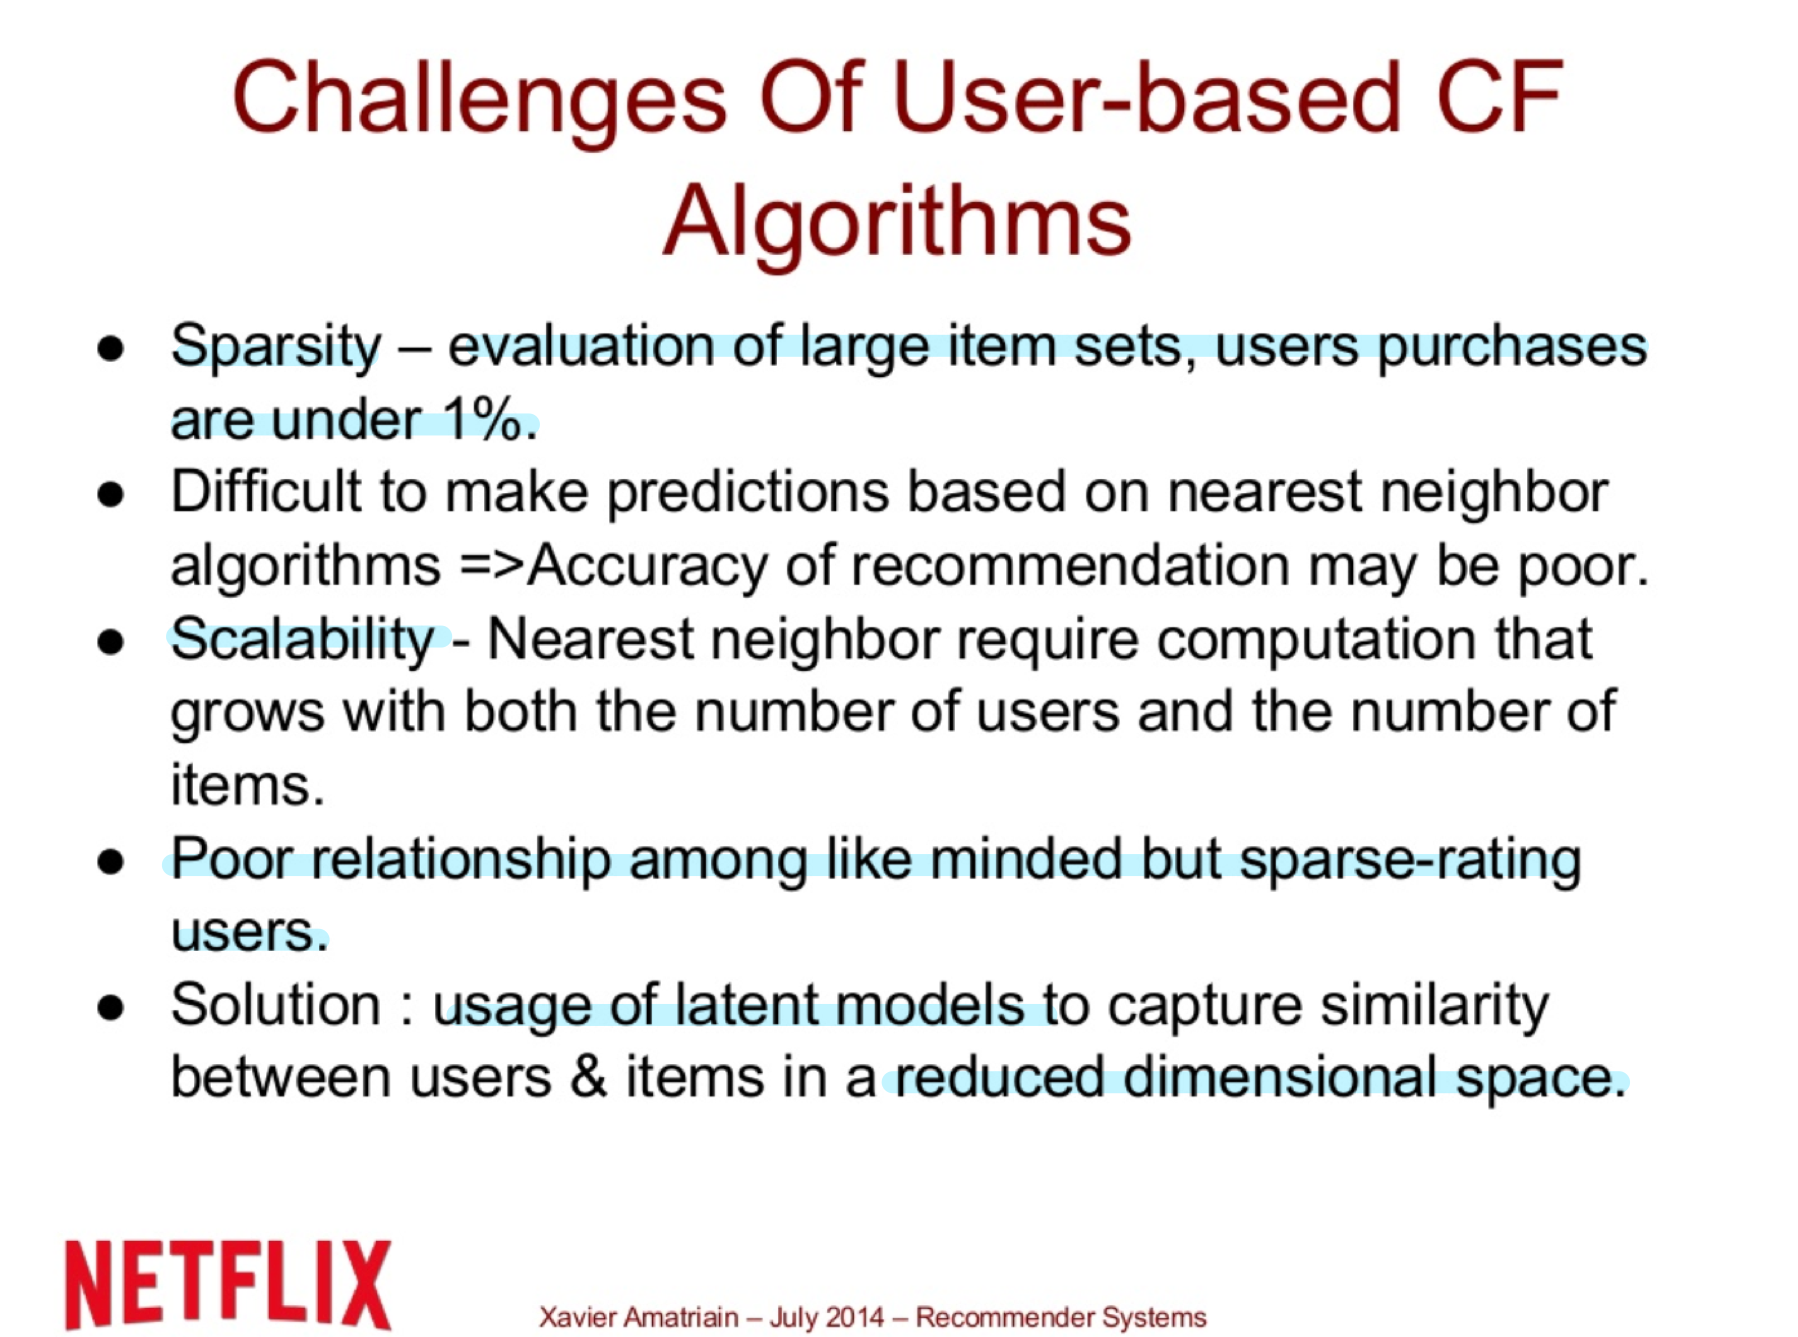 Challenges Of User-based CF
Algorithms
● Sparsity – evaluation of large item sets, users purchases
are under 1%.
● Difficult to make predictions based on nearest neighbor
algorithms =>Accuracy of recommendation may be poor.
● Scalability - Nearest neighbor require computation that
grows with both the number of users and the number of
items.
● Poor relationship among like minded but sparse-rating
users.
● Solution : usage of latent models to capture similarity
between users & items in a reduced dimensional space.
NETFLIX
Xavier Amatriain – July 2014 – Recommender Systems